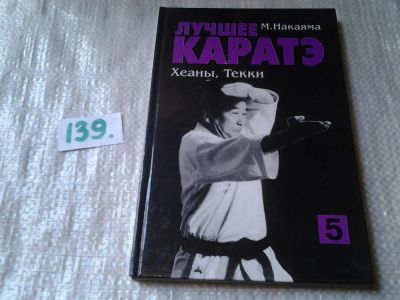 М. Накаяма
ЛУЧШЕЕ
КАРАТЭ
Хеаны, Текки
139.
5